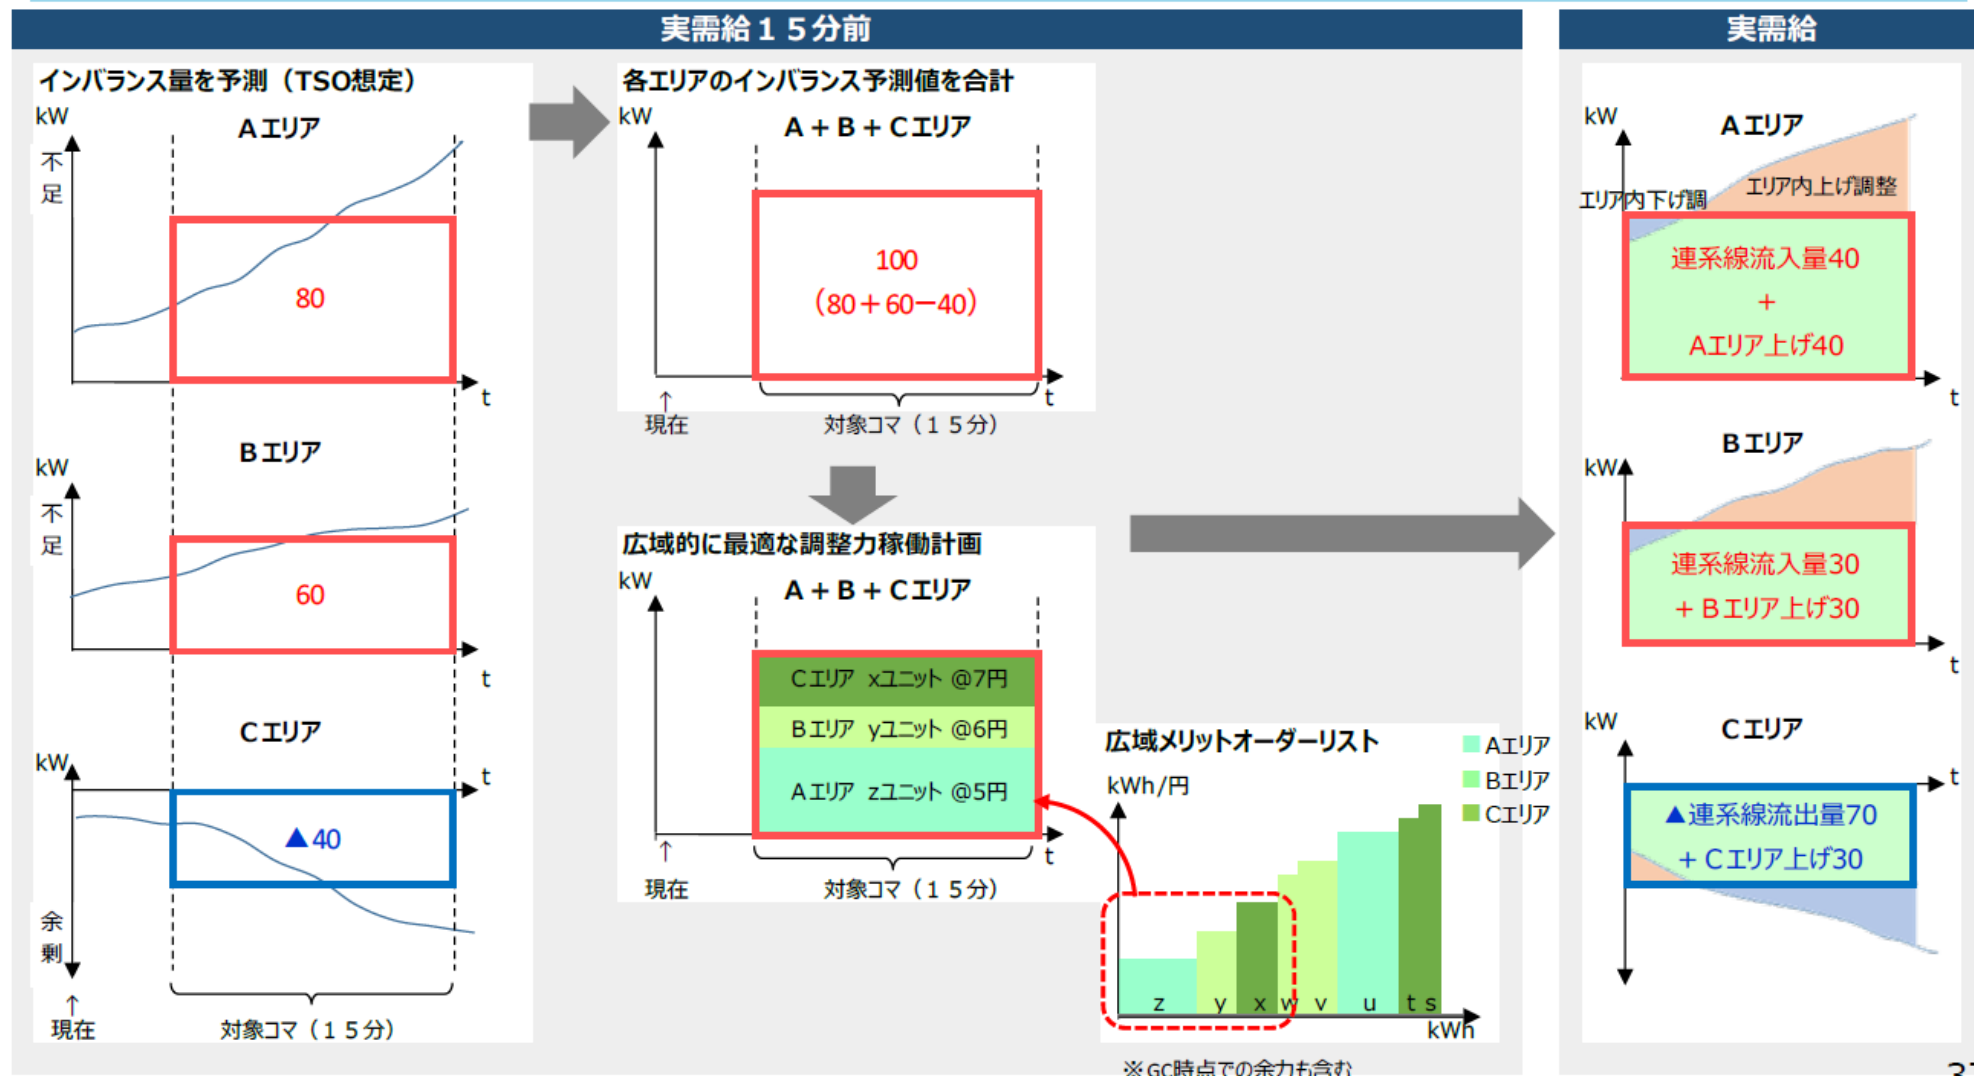 実需給15分前
インバランス量を予測（TSO想定）
kW
Aエリア
不
足
80
t
kW
Bエリア
不
足
60
t
kW
Cエリア
t
▲40
余
剰
↑
現在
対象コマ（15分）
各エリアのインバランス予測値を合計
kW
A＋B＋Cエリア
100
（80＋60－40）
t
↑
現在
対象コマ（15分）
広域的に最適な調整力稼働計画
kW
A＋B＋Cエリア
Cエリア xユニット @7円
Bエリア yユニット @6円
Aエリア zユニット @5円
t
↑
現在
対象コマ（15分）
広域メリットオーダーリスト
Aエリア
Bエリア
Cエリア
kWh/円
z y x w v u t s
kWh
※GC時点での余力も含む
実需給
kW
Aエリア
エリア内下げ調
エリア内上げ調整
連系線流入量40
＋
Aエリア上げ40
t
kW
Bエリア
連系線流入量30
＋Bエリア上げ30
t
kW
Cエリア
t
▲連系線流出量70
＋Cエリア上げ30